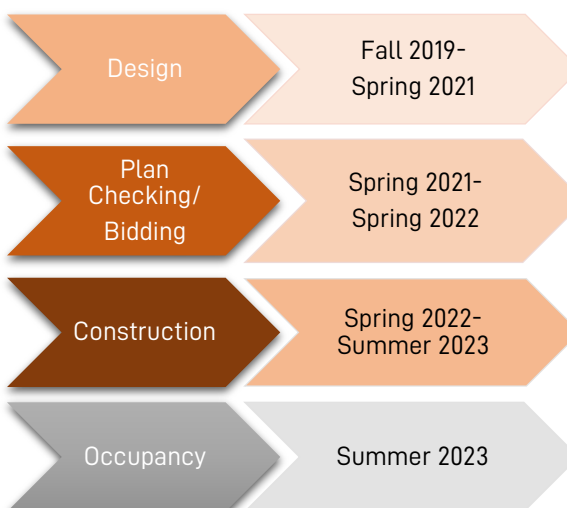 Design
Fall 2019-
Spring 2021
Plan
Checking/
Bidding
Spring 2021-
Spring 2022
Construction
Spring 2022-
Summer 2023
Occupancy
Summer 2023